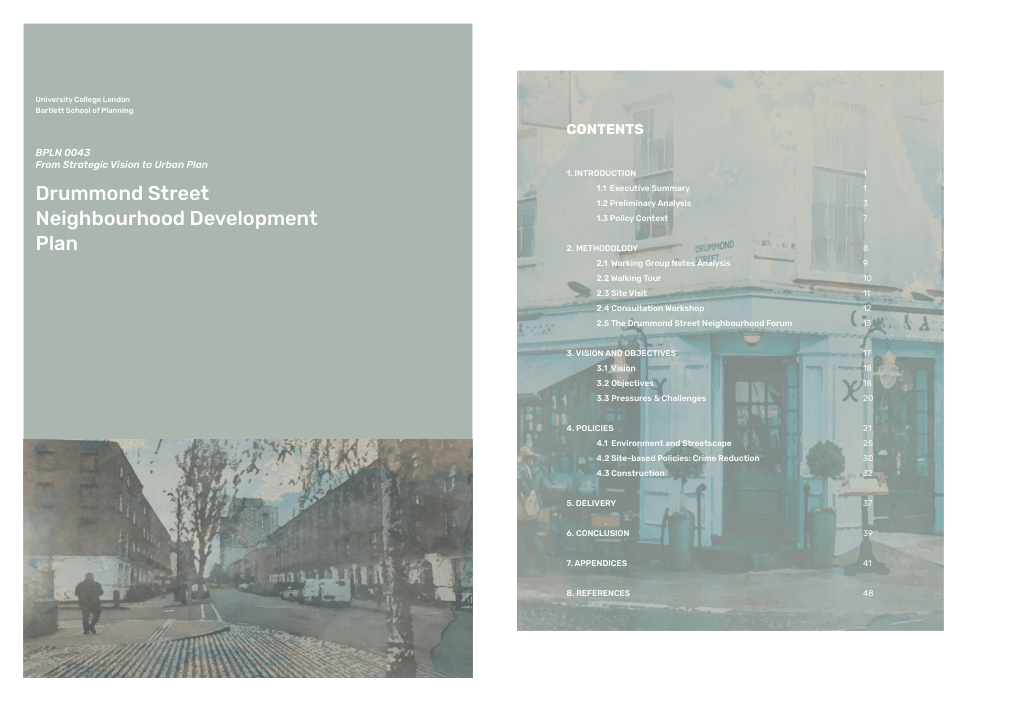 University College London
Bartlett School of Planning
BPLN 0043
From Strategic Vision to Urban Plan
Drummond Street
Neighbourhood Development
Plan
CONTENTS
1. INTRODUCTION 1
1.1 Executive Summary 1
1.2 Preliminary Analysis 3
1.3 Policy Context 7
2. METHODOLODY 8
2.1 Working Group Notes Analysis 9
2.2 Walking Tour 10
2.3 Site Visit 11
2.4 Consultation Workshop 12
2.5 The Drummond Street Neighbourhood Forum 13
3. VISION AND OBJECTIVES 17
3.1 Vision 18
3.2 Objectives 18
3.3 Pressures & Challenges 20
4. POLICIES 21
4.1 Environment and Streetscape 25
4.2 Site-based Policies: Crime Reduction 30
4.3 Construction 32
5. DELIVERY 37
6. CONCLUSION 39
7. APPENDICES 41
8. REFERENCES 48
DRUMMOND
STREET